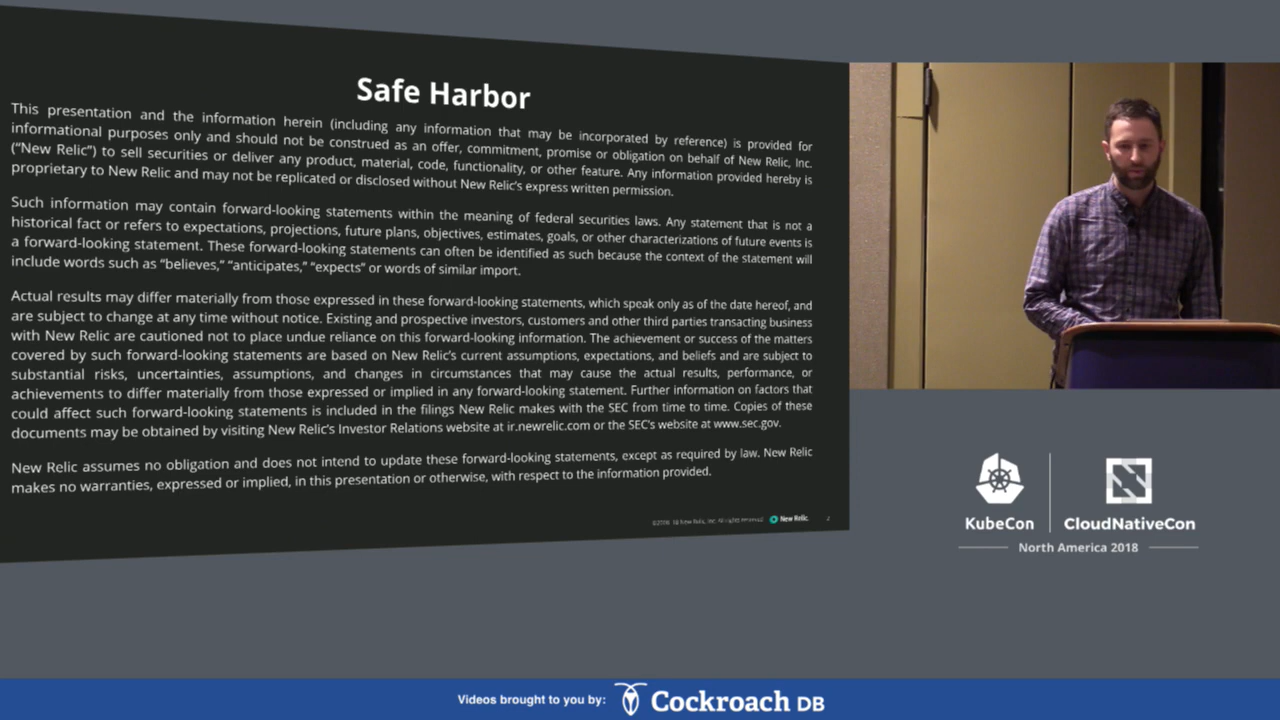 Safe Harbor
This presentation and the information herein (including any information that may be incorporated by reference) is provided for
informational purposes only and should not be construed as an offer, commitment, promise or obligation on behalf of New Relic, Inc.
(“New Relic”) to sell securities or deliver any product, material, code, functionality, or other feature. Any information provided hereby is
proprietary to New Relic and may not be replicated or disclosed without New Relic’s express written permission.
Such information may contain forward-looking statements within the meaning of federal securities laws. Any statement that is not a
historical fact or refers to expectations, projections, future plans, objectives, estimates, goals, or other characterizations of future events is
a forward-looking statement. These forward-looking statements can often be identified as such because the context of the statement will
include words such as “believes,” “anticipates,” “expects” or words of similar import.
Actual results may differ materially from those expressed in these forward-looking statements, which speak only as of the date hereof, and
are subject to change at any time without notice. Existing and prospective investors, customers and other third parties transacting business
with New Relic are cautioned not to place undue reliance on this forward-looking information. The achievement or success of the matters
covered by such forward-looking statements are based on New Relic’s current assumptions, expectations, and beliefs and are subject to
substantial risks, uncertainties, assumptions, and changes in circumstances that may cause the actual results, performance, or
achievements to differ materially from those expressed or implied in any forward-looking statement. Further information on factors that
could affect such forward-looking statements is included in the filings New Relic makes with the SEC from time to time. Copies of these
documents may be obtained by visiting New Relic’s Investor Relations website at ir.newrelic.com or the SEC’s website at www.sec.gov.
New Relic assumes no obligation and does not intend to update these forward-looking statements, except as required by law. New Relic
makes no warranties, expressed or implied, in this presentation or otherwise, with respect to the information provided.
New Relic, Inc. All rights reserved
New Relic.
KubeCon
CloudNativeCon
North America 2018
Videos brought to you by:
Cockroach DB